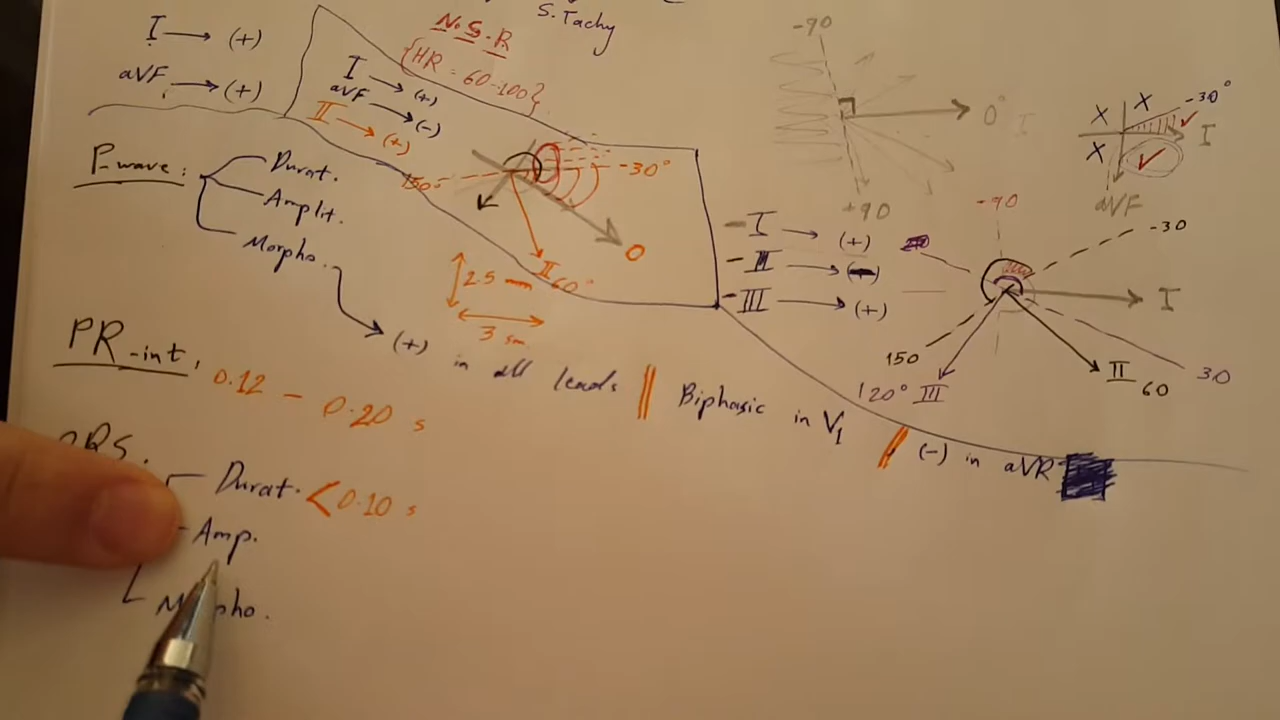 S. Tachy
N.S.R
{HR = 60-100}
I → (+)
aVF → (+)
I → (+)
aVF → (-)
II → (+)
150°
-30°
0
II 60°
2.5 mm
3 sm.
P-wave:
Durat.
Amplit.
Morpho.
(+) in all leads || Biphasic in V1 // (-) in aVR
PR-int,
0.12 - 0.20 s
QRS.
Durat. < 0.10 s
Amp.
-90
0° I
+90
X X -30°
✓ I
X ✓
aVF
- I → (+)
- II →
- III → (+)
-90
-30
I
150
30
II 60
120° III